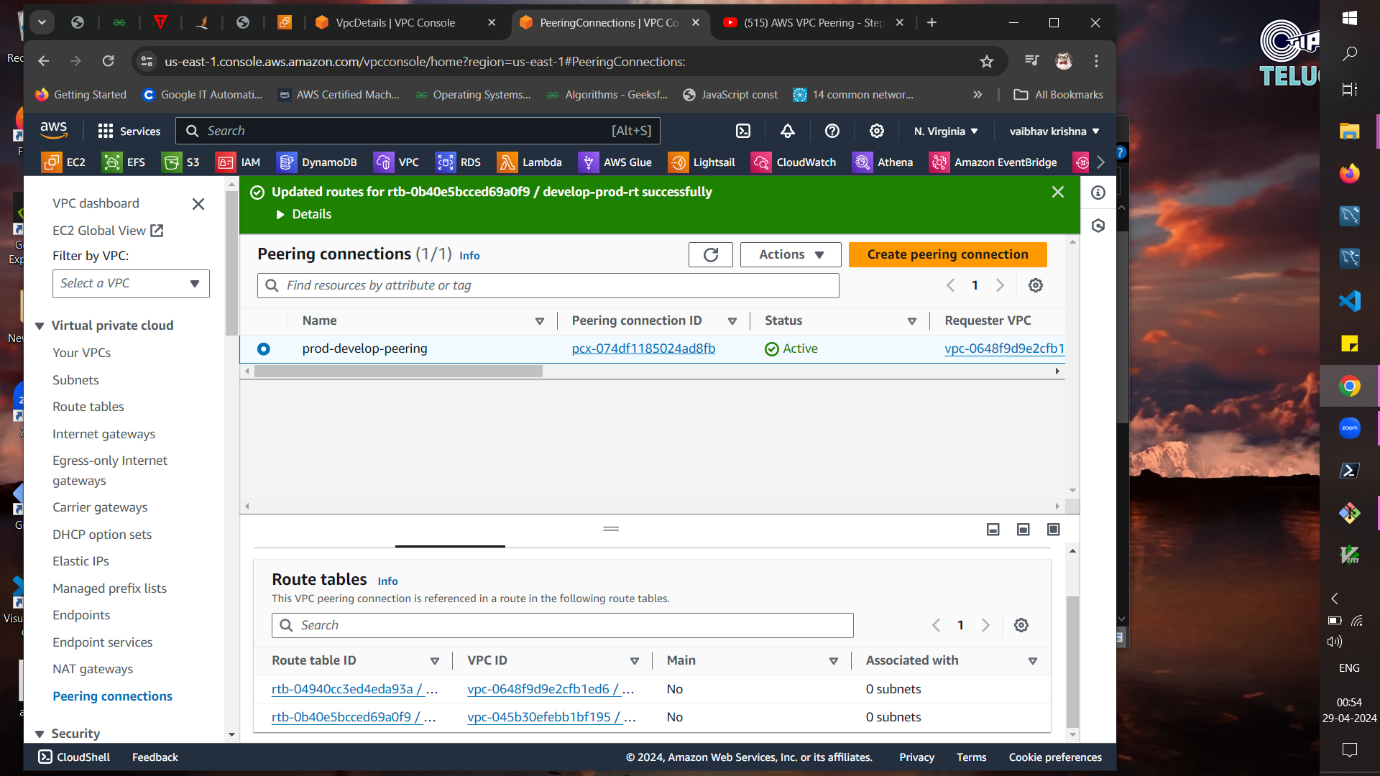 VpcDetails | VPC Console
PeeringConnections | VPC Co
(515) AWS VPC Peering - Step
us-east-1.console.aws.amazon.com/vpcconsole/home?region=us-east-1#PeeringConnections:
Getting Started
Google IT Automati...
AWS Certified Mach...
Operating Systems...
Algorithms - Geeksf...
JavaScript const
14 common networ...
All Bookmarks
aws
Services
Search
[Alt+S]
N. Virginia
vaibhav krishna
EC2
EFS
S3
IAM
DynamoDB
VPC
RDS
Lambda
AWS Glue
Lightsail
CloudWatch
Athena
Amazon EventBridge
VPC dashboard
EC2 Global View
Filter by VPC:
Select a VPC
Virtual private cloud
Your VPCs
Subnets
Route tables
Internet gateways
Egress-only Internet
gateways
Carrier gateways
DHCP option sets
Elastic IPs
Managed prefix lists
Endpoints
Endpoint services
NAT gateways
Peering connections
Security
Updated routes for rtb-0b40e5bcced69a0f9 / develop-prod-rt successfully
Details
Peering connections (1/1) Info
Actions
Create peering connection
Find resources by attribute or tag
1
Name
Peering connection ID
Status
Requester VPC
prod-develop-peering
pcx-074df1185024ad8fb
Active
vpc-0648f9d9e2cfb1
Route tables Info
This VPC peering connection is referenced in a route in the following route tables.
Search
1
Route table ID
VPC ID
Main
Associated with
rtb-04940cc3ed4eda93a / ...
vpc-0648f9d9e2cfb1ed6 / ...
No
0 subnets
rtb-0b40e5bcced69a0f9 / ...
vpc-045b30efebb1bf195 / ...
No
0 subnets
CloudShell
Feedback
© 2024, Amazon Web Services, Inc. or its affiliates.
Privacy
Terms
Cookie preferences
zoom
ENG
00:54
29-04-2024